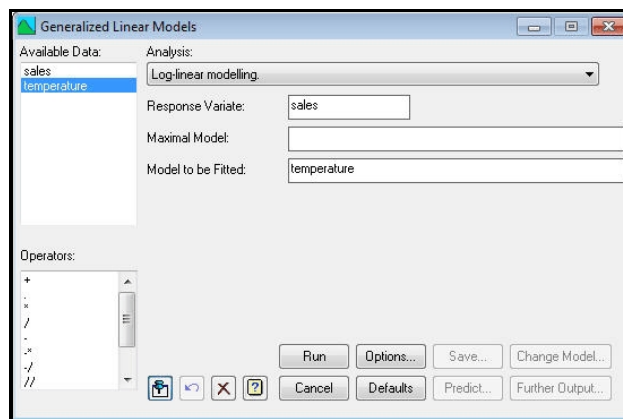 Generalized Linear Models
Available Data:
sales
temperature
Analysis:
Log-linear modelling.
Response Variate:
sales
Maximal Model:
Model to be Fitted:
temperature
Operators:
+
.
*
/
.
.*
-/
//
Run
Options...
Save...
Change Model...
Cancel
Defaults
Predict...
Further Output...